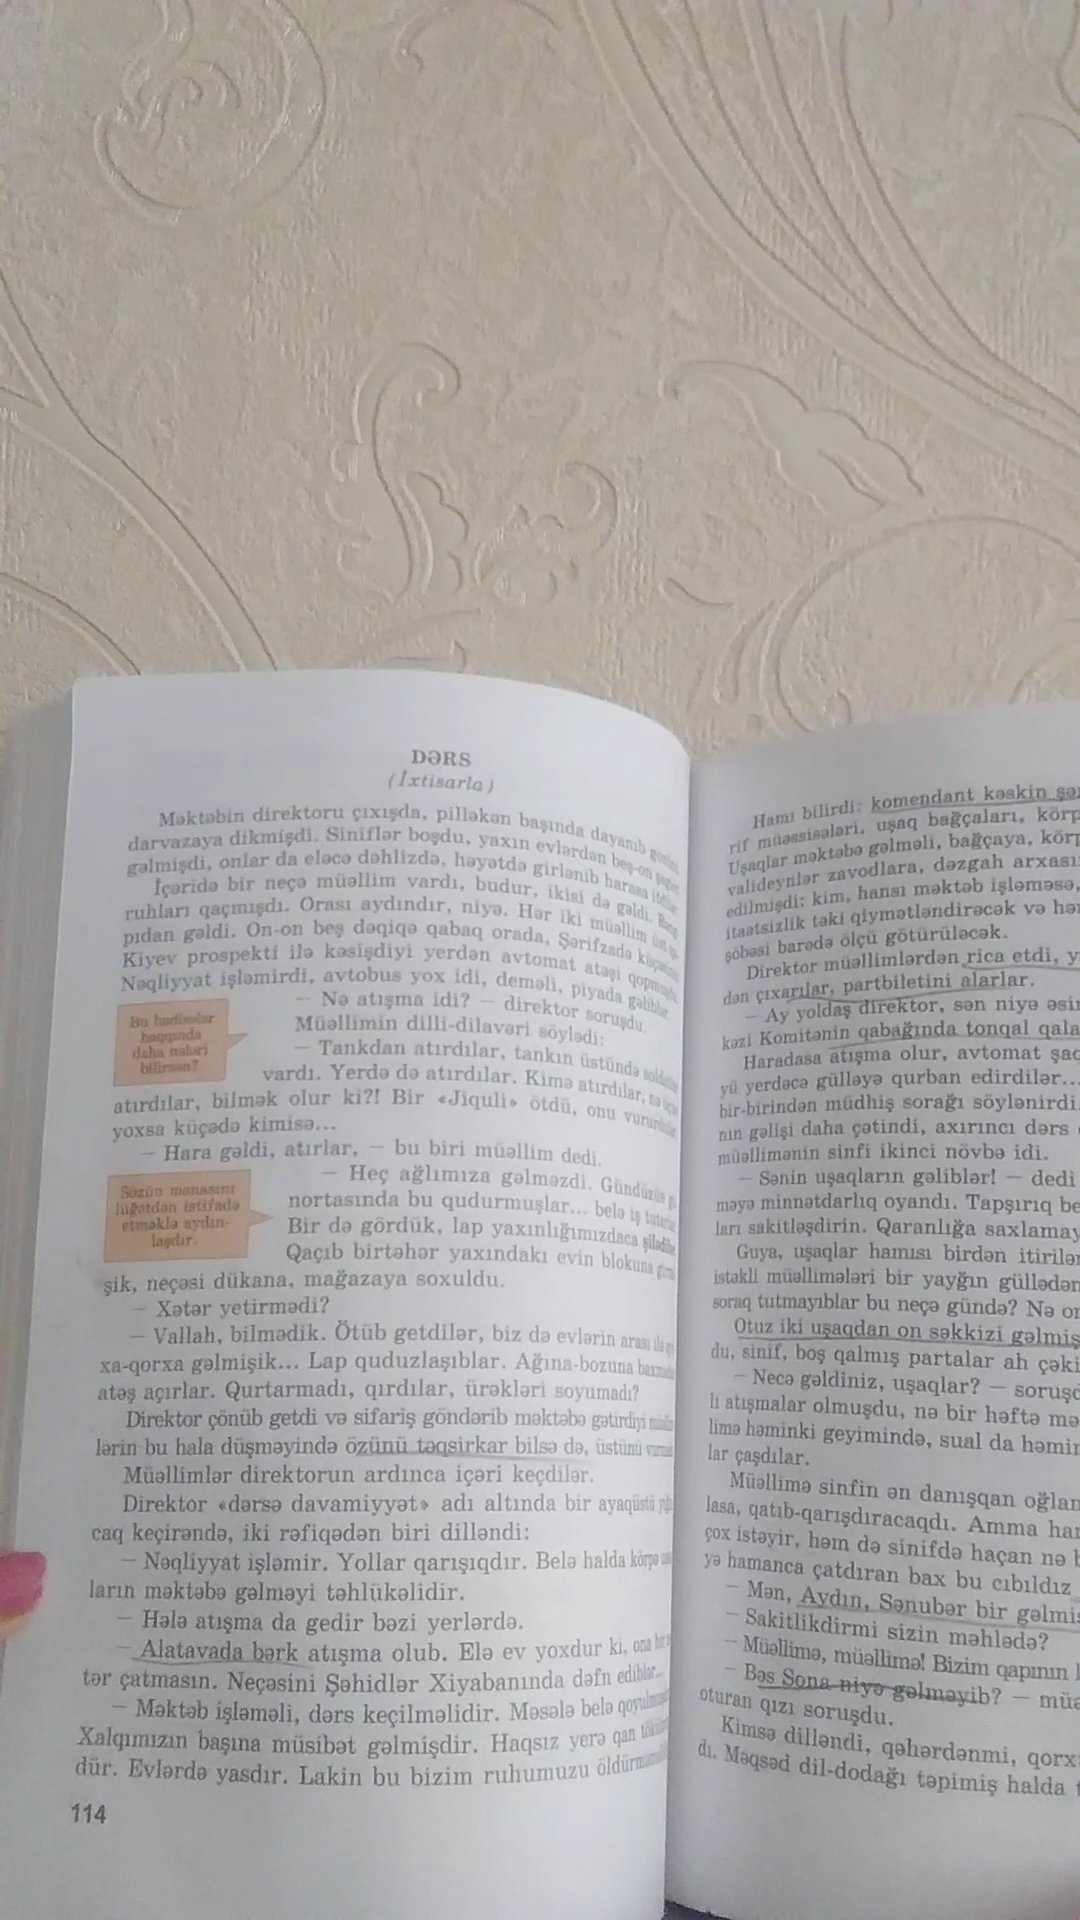 DƏRS
(İxtisarla)
Məktəbin direktoru çıxışda, pilləkən başında dayanıb
darvazaya dikmişdi. Siniflər boşdu, yaxın evlərdən beş-on
gəlmişdi, onlar da eləcə dəhlizdə, həyətdə girlənib harasa
İçəridə bir neçə müəllim vardı, budur, ikisi də gəldi.
ruhları qaçmışdı. Orası aydındır, niyə. Hər iki müəllim
pıdan gəldi. On-on beş dəqiqə qabaq orada, Şərifzadə
Kiyev prospekti ilə kəsişdiyi yerdən avtomat atəşi
Nəqliyyat işləmirdi, avtobus yox idi, deməli, piyada gəliblər.
– Nə atışma idi? – direktor soruşdu.
Müəllimin dilli-dilavəri söylədi:
– Tankdan atırdılar, tankın üstündə
vardı. Yerdə də atırdılar. Kimə atırdılar,
atırdılar, bilmək olur ki?! Bir «Jiquli» ötdü, onu
yoxsa küçədə kimisə...
– Hara gəldi, atırlar, – bu biri müəllim dedi.
– Heç ağlımıza gəlməzdi. Gündüzün
nortasında bu qudurmuşlar... belə iş
Bir də gördük, lap yaxınlığımızdaca
Qaçıb birtəhər yaxındakı evin blokuna
şik, neçəsi dükana, mağazaya soxuldu.
– Xətər yetirmədi?
– Vallah, bilmədik. Ötüb getdilər, biz də evlərin arası ilə
xa-qorxa gəlmişik... Lap quduzlaşıblar. Ağına-bozuna
atəş açırlar. Qurtarmadı, qırdılar, ürəkləri soyumadı?
Direktor çönüb getdi və sifariş göndərib məktəbə gətirdiyi
lərin bu hala düşməyində özünü təqsirkar bilsə də, üstünü
Müəllimlər direktorun ardınca içəri keçdilər.
Direktor «dərsə davamiyyət» adı altında bir ayaqüstü
caq keçirəndə, iki rəfiqədən biri dilləndi:
– Nəqliyyat işləmir. Yollar qarışıqdır. Belə halda körpə
ların məktəbə gəlməyi təhlükəlidir.
– Hələ atışma da gedir bəzi yerlərdə.
– Alatavada bərk atışma olub. Elə ev yoxdur ki, ona
tər çatmasın. Neçəsini Şəhidlər Xiyabanında dəfn ediblər...
– Məktəb işləməli, dərs keçilməlidir. Məsələ belə
Xalqımızın başına müsibət gəlmişdir. Haqsız yerə qan
dür. Evlərdə yasdır. Lakin bu bizim ruhumuzu
114
Bu hadisələr
haqqında
daha nələri
bilirsən?
Sözün mənasını
lüğətdən istifadə
etməklə aydın-
laşdır.
Hamı bilirdi: komendant kəskin
rif müəssisələri, uşaq bağçaları,
Uşaqlar məktəbə gəlməli, bağçaya,
valideynlər zavodlara, dəzgah
edilmişdi: kim, hansı məktəb işləməsə,
itaətsizlik təki qiymətləndirəcək və
şöbəsi barədə ölçü götürüləcək.
Direktor müəllimlərdən rica etdi,
dən çıxarılar, partbiletini alarlar.
– Ay yoldaş direktor, sən niyə
kəzi Komitənin qabağında tonqal
Haradasa atışma olur, avtomat
yü yerdəcə gülləyə qurban edirdilər...
bir-birindən müdhiş sorağı söylənirdi.
nın gəlişi daha çətindi, axırıncı dərs
müəllimənin sinfi ikinci növbə idi.
– Sənin uşaqların gəliblər! – dedi
məyə minnətdarlıq oyandı. Tapşırıq
ları sakitləşdirin. Qaranlığa
Guya, uşaqlar hamısı birdən
istəkli müəllimələri bir yayğın güllədən
soraq tutmayıblar bu neçə gündə? Nə
Otuz iki uşaqdan on səkkizi
du, sinif, boş qalmış partalar ah
– Necə gəldiniz, uşaqlar? –
lı atışmalar olmuşdu, nə bir həftə
limə həminki geyimində, sual da
lar çaşdılar.
Müəllimə sinfin ən danışqan
lasa, qatıb-qarışdıracaqdı. Amma
çox istəyir, həm də sinifdə haçan nə
yə hamanca çatdıran bax bu cıbıldız
– Mən, Aydın, Sənubər bir
– Sakitlikdirmi sizin məhlədə?
– Müəllimə, müəllimə! Bizim qapının
– Bəs Sona niyə gəlməyib? –
oturan qızı soruşdu.
Kimsə dilləndi, qəhərdənmi,
dı. Məqsəd dil-dodağı təpimiş halda